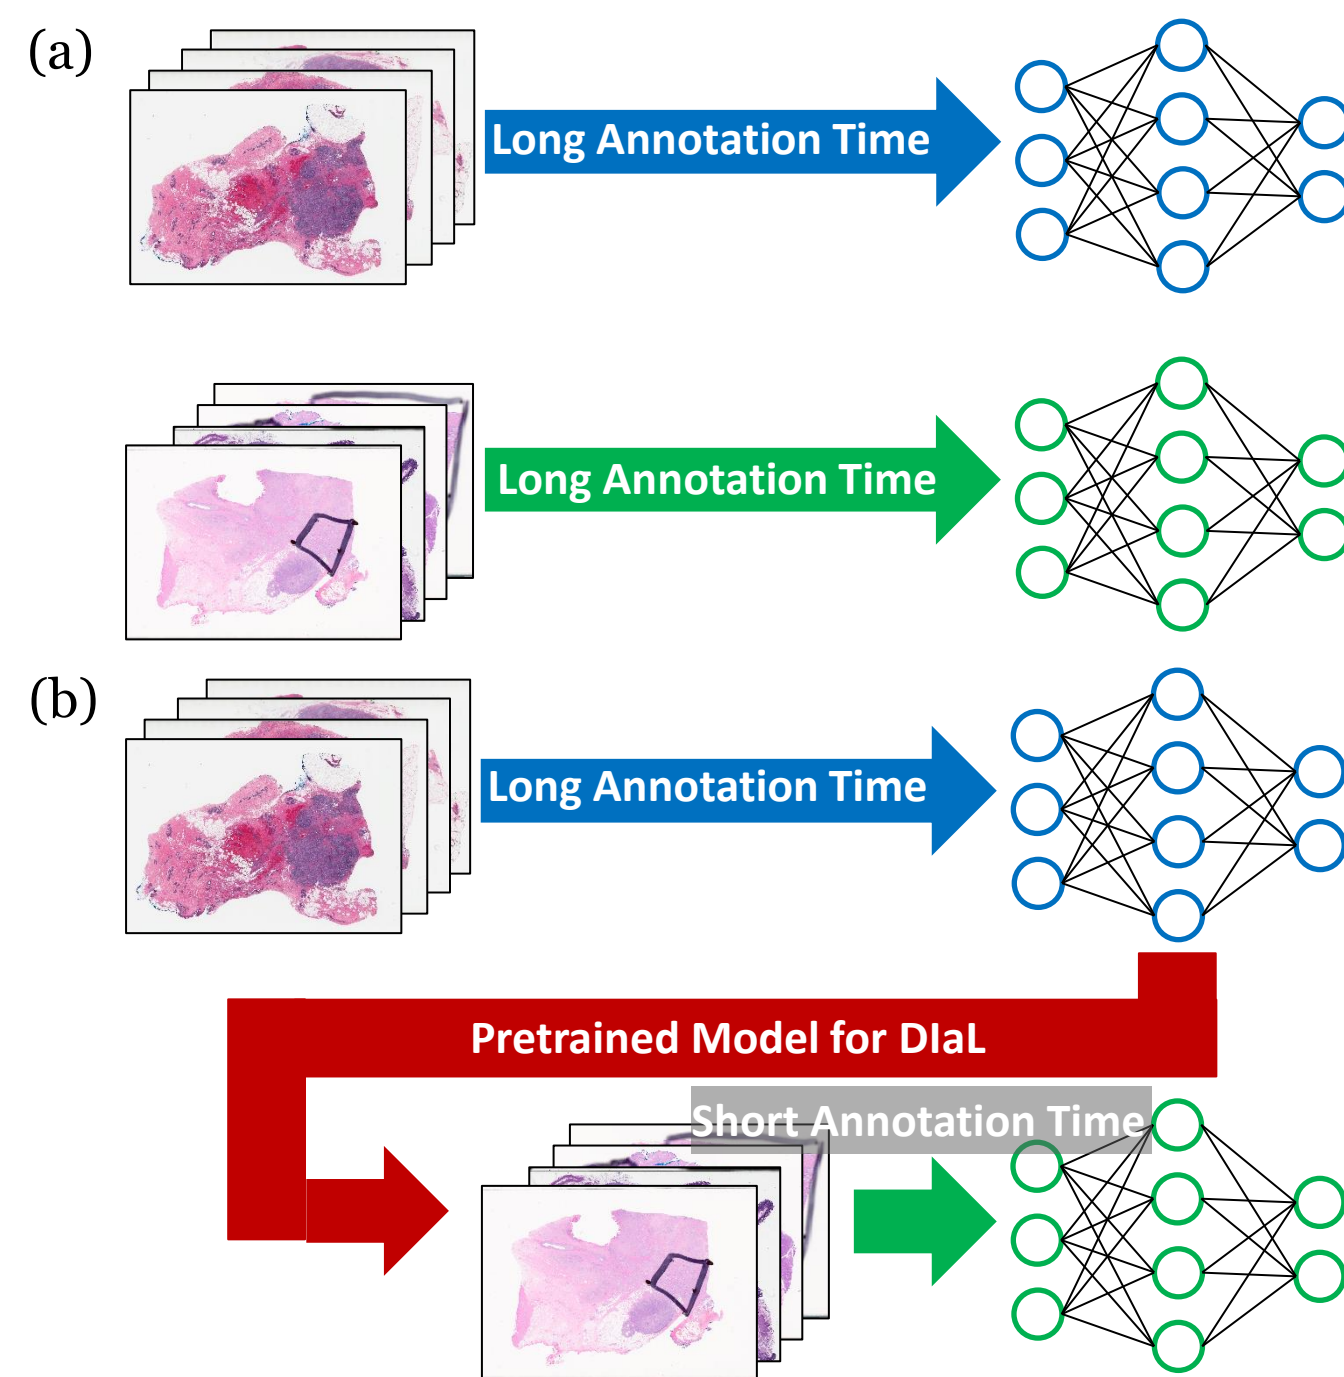 (a)
Long Annotation Time
Long Annotation Time
(b)
Long Annotation Time
Pretrained Model for DIaL
Short Annotation Time